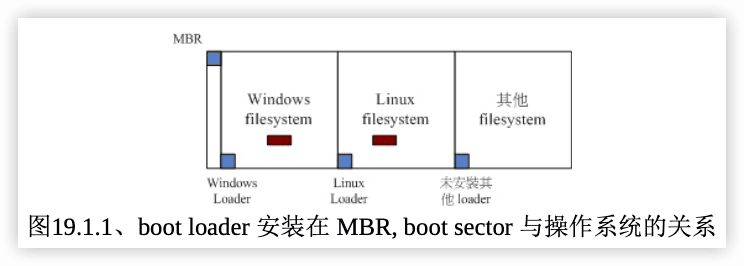 MBR
Windows
filesystem
Linux
filesystem
其他
filesystem
Windows
Loader
Linux
Loader
未安裝其
他 loader
图19.1.1、boot loader 安装在 MBR, boot sector 与操作系统的关系